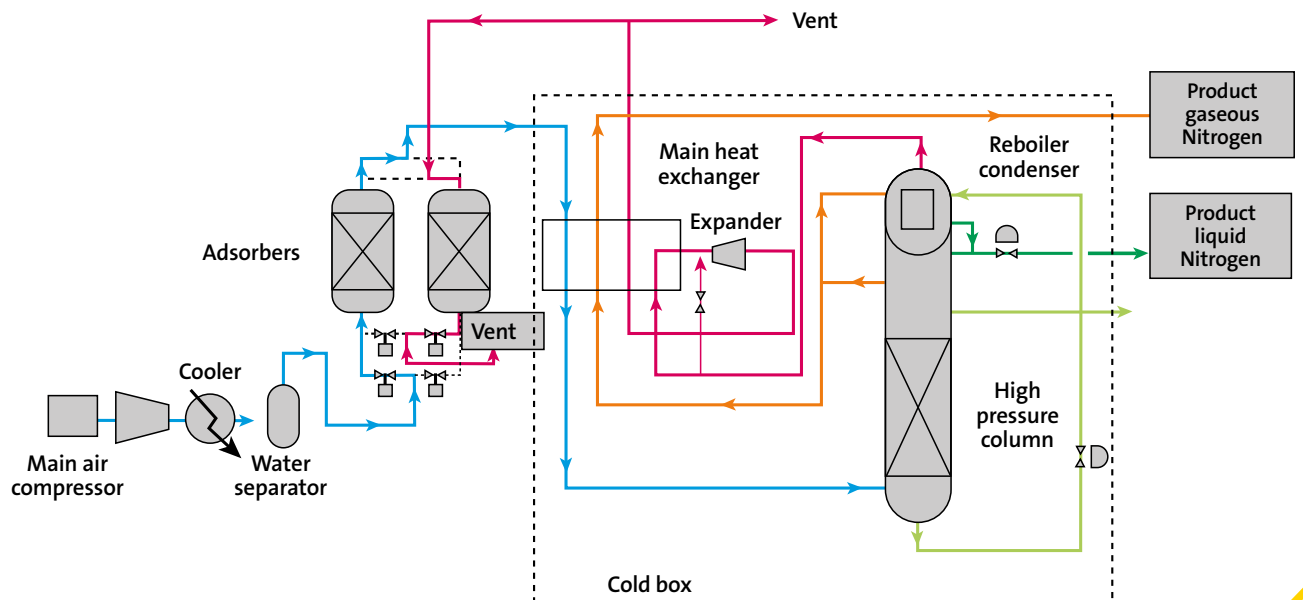 Vent
Product
gaseous
Nitrogen
Main heat
exchanger
Reboiler
condenser
Expander
Product
liquid
Nitrogen
Adsorbers
Vent
Cooler
High
pressure
column
Main air
compressor
Water
separator
Cold box